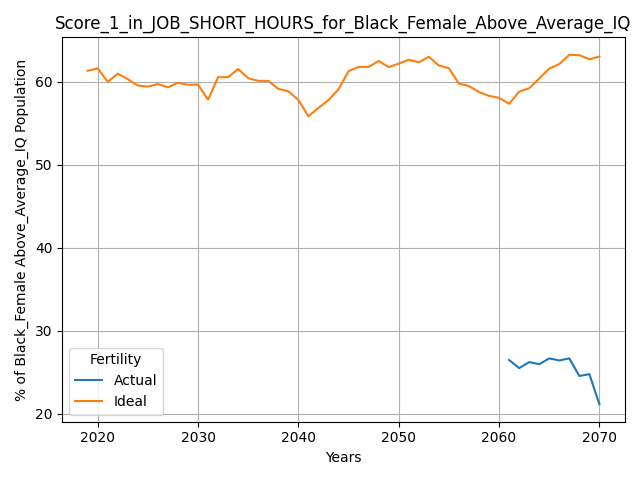 Score_1_in_JOB_SHORT_HOURS_for_Black_Female_Above_Average_IQ
% of Black_Female Above_Average_IQ Population
60
50
40
30
20
Fertility
Actual
Ideal
2020 2030 2040 2050 2060 2070
Years